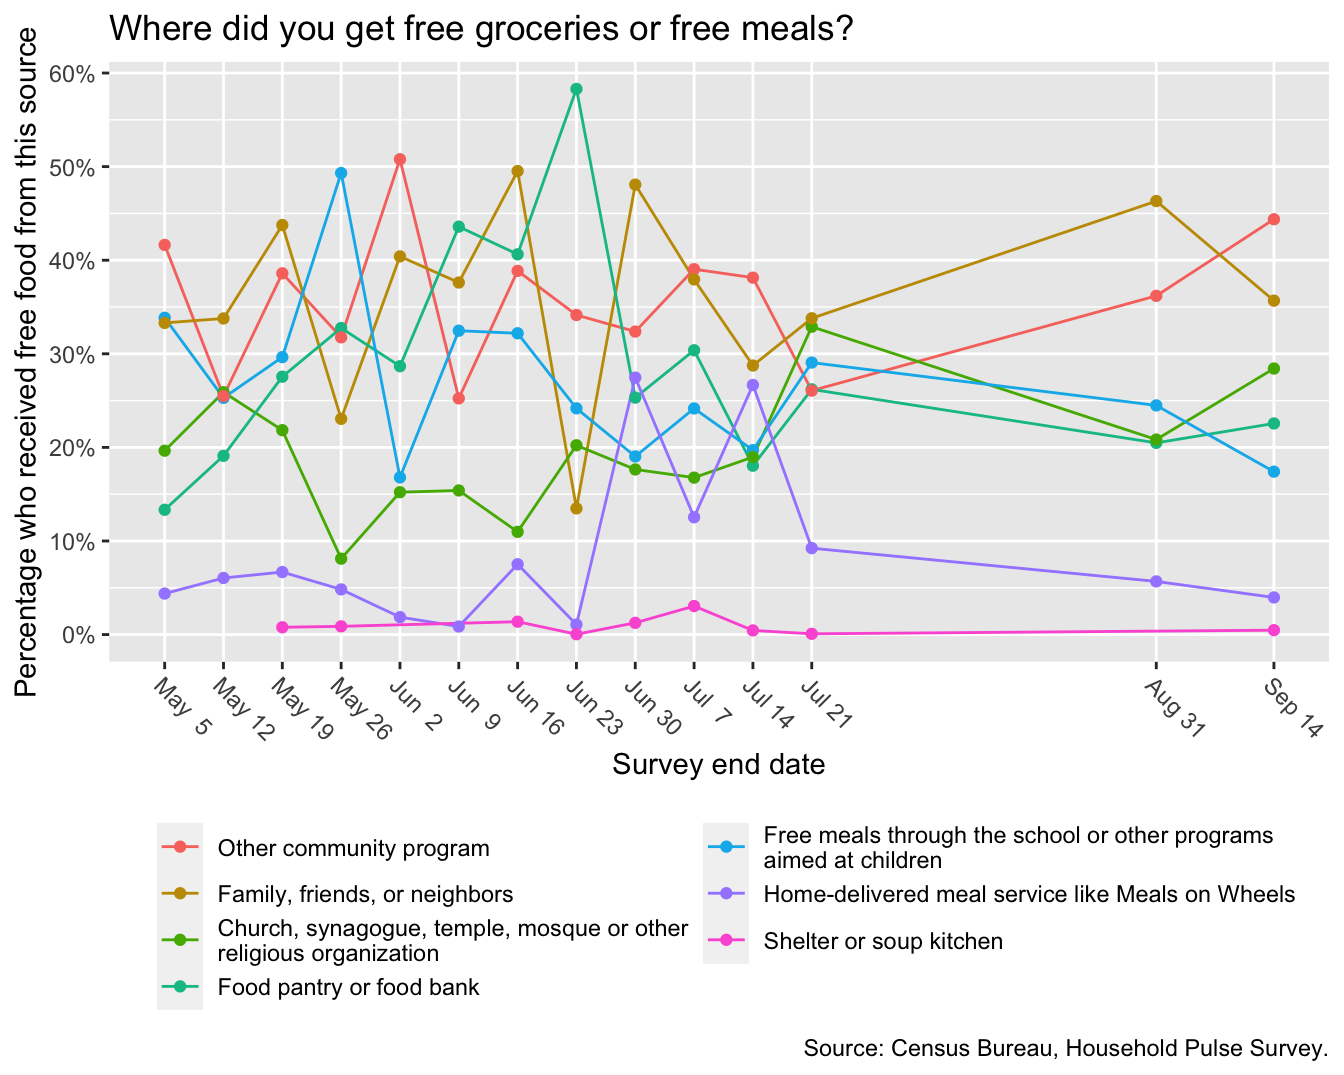 Where did you get free groceries or free meals?
Percentage who received free food from this source
60%
50%
40%
30%
20%
10%
0%
May 5
May 12
May 19
May 26
Jun 2
Jun 9
Jun 16
Jun 23
Jun 30
Jul 7
Jul 14
Jul 21
Aug 31
Sep 14
Survey end date
Other community program
Family, friends, or neighbors
Church, synagogue, temple, mosque or other
religious organization
Food pantry or food bank
Free meals through the school or other programs
aimed at children
Home-delivered meal service like Meals on Wheels
Shelter or soup kitchen
Source: Census Bureau, Household Pulse Survey.